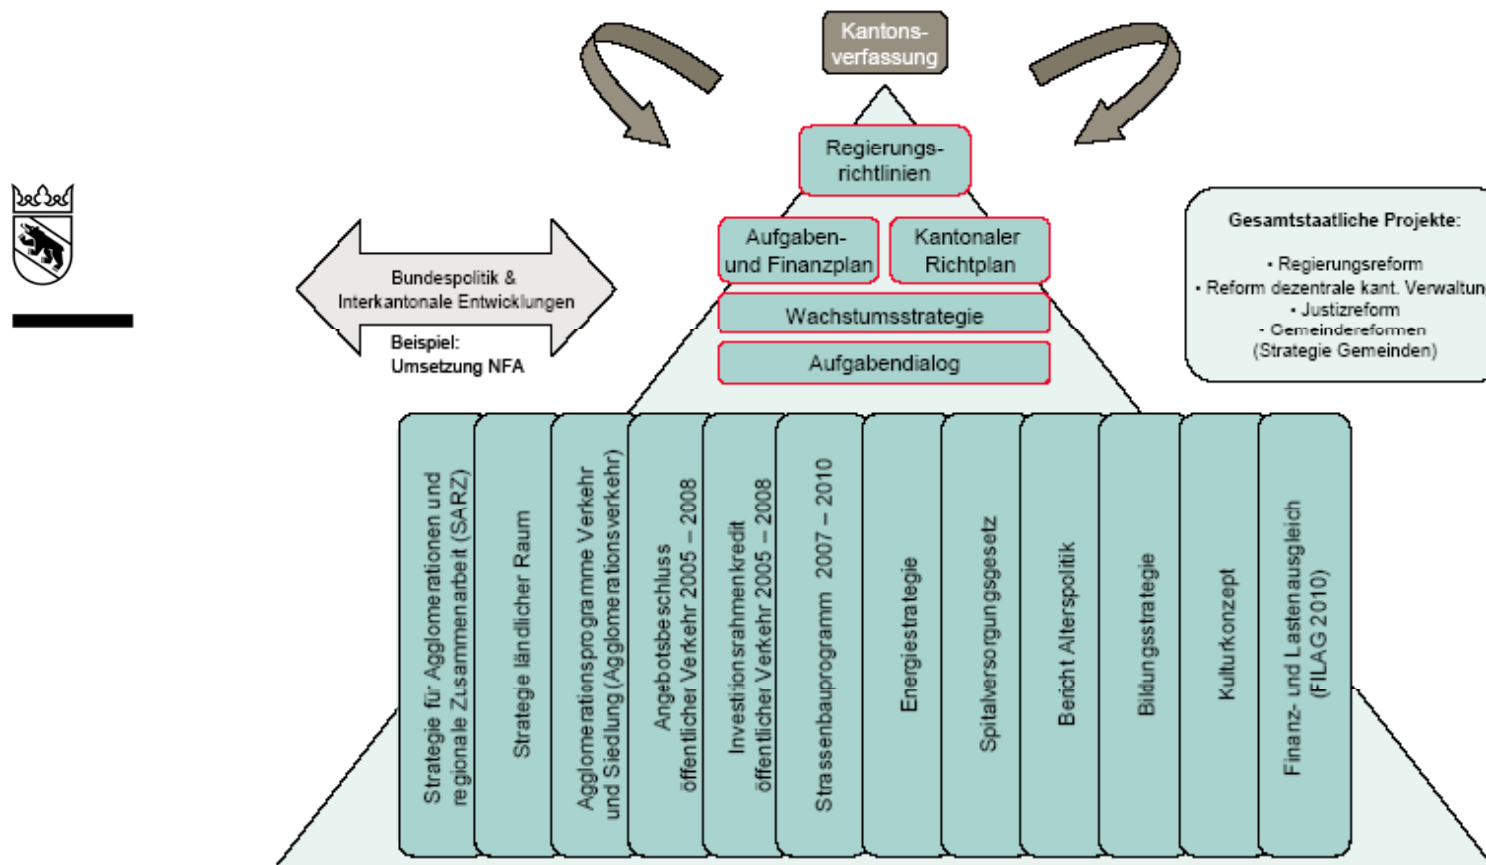 Kantons-
verfassung
Regierungs-
richtlinien
Aufgaben-
und Finanzplan
Kantonaler
Richtplan
Wachstumsstrategie
Aufgabendialog
Bundespolitik &
Interkantonale Entwicklungen
Beispiel:
Umsetzung NFA
Gesamtstaatliche Projekte:
• Regierungsreform
• Reform dezentrale kant. Verwaltung
• Justizreform
- Gemeindereformen
(Strategie Gemeinden)
Strategie für Agglomerationen und
regionale Zusammenarbeit (SARZ)
Stratege ländlicher Raum
Agglomerationsprogramme Verkehr
und Siedlung (Agglomerationsverkehr)
Angebotsbeschluss
öffentlicher Verkehr 2005 – 2008
Investitionsrahmenkredit
öffentlicher Verkehr 2005 – 2008
Strassenbauprogramm 2007 – 2010
Energiestrategie
Spitalversorgungsgesetz
Bericht Alterspolitik
Bildungsstrategie
Kulturkonzept
Finanz- und Lastenausgleich
(FILAG 2010)